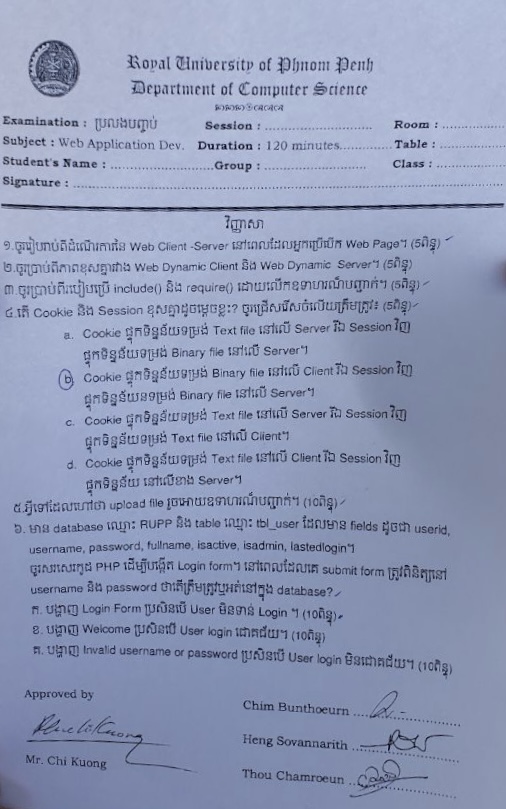 Royal University of Phnom Penh
Department of Computer Science
Examination : ប្រលងបញ្ចប់ Session : .......................... Room : ................
Subject : Web Application Dev. Duration : 120 minutes............. Table : ................
Student's Name : .......................... Group : .......................... Class : ................
Signature : ................................................................
វិញ្ញាសា
១.ចូររៀបរាប់ពីដំណើរការនៃ Web Client -Server នៅពេលដែលអ្នកប្រើបើក Web Page។ (5ពិន្ទុ)
២.ចូរប្រាប់ពីភាពខុសគ្នារវាង Web Dynamic Client និង Web Dynamic Server។ (5ពិន្ទុ)
៣.ចូរប្រាប់ពីរបៀបប្រើ include() និង require() ដោយលើកឧទាហរណ៍បញ្ជាក់។ (5ពិន្ទុ)
៤.តើ Cookie និង Session ខុសគ្នាដូចម្តេចខ្លះ? ចូរជ្រើសរើសចំលើយត្រឹមត្រូវ៖ (5ពិន្ទុ)
a. Cookie ផ្ទុកទិន្នន័យទម្រង់ Text file នៅលើ Server រីឯ Session វិញ
ផ្ទុកទិន្នន័យទម្រង់ Binary file នៅលើ Server។
b. Cookie ផ្ទុកទិន្នន័យទម្រង់ Binary file នៅលើ Client រីឯ Session វិញ
ផ្ទុកទិន្នន័យនទម្រង់ Binary file នៅលើ Server។
c. Cookie ផ្ទុកទិន្នន័យទម្រង់ Text file នៅលើ Server រីឯ Session វិញ
ផ្ទុកទិន្នន័យទម្រង់ Text file នៅលើ Client។
d. Cookie ផ្ទុកទិន្នន័យទម្រង់ Text file នៅលើ Client រីឯ Session វិញ
ផ្ទុកទិន្នន័យ នៅលើខាង Server។
៥.អ្វីទៅដែលហៅថា upload file រួចអោយឧទាហរណ៍បញ្ជាក់។ (10ពិន្ទុ)
៦. មាន database ឈ្មោះ RUPP និង table ឈ្មោះ tbl_user ដែលមាន fields ដូចជា userid,
username, password, fullname, isactive, isadmin, lastedlogin។
ចូរសរសេរកូដ PHP ដើម្បីបង្កើត Login form។ នៅពេលដែលគេ submit form ត្រូវពិនិត្យនៅ
username និង password ថាតើត្រឹមត្រូវឬអត់នៅក្នុង database?
ក. បង្ហាញ Login Form ប្រសិនបើ User មិនទាន់ Login ។ (10ពិន្ទុ)
ខ. បង្ហាញ Welcome ប្រសិនបើ User login ជោគជ័យ។ (10ពិន្ទុ)
គ. បង្ហាញ Invalid username or password ប្រសិនបើ User login មិនជោគជ័យ។ (10ពិន្ទុ)
Approved by
Chim Bunthoeurn ..........................
Heng Sovannarith ..........................
Mr. Chi Kuong
Thou Chamroeun ..........................